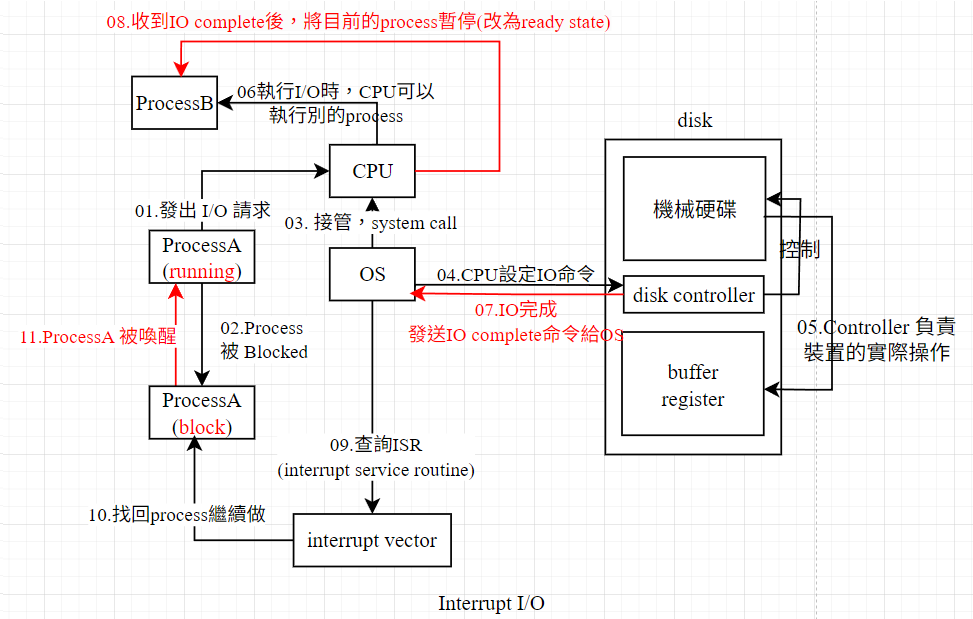 08.收到IO complete後，將目前的process暫停(改為ready state)
ProcessB
06執行I/O時，CPU可以
執行別的process
disk
CPU
機械硬碟
01.發出 I/O 請求
03. 接管，system call
ProcessA
(running)
OS
04.CPU設定IO命令
控制
disk controller
07.IO完成
發送IO complete命令給OS
02.Process
被 Blocked
11.ProcessA 被喚醒
05.Controller 負責
裝置的實際操作
buffer
register
ProcessA
(block)
09.查詢ISR
(interrupt service routine)
10.找回process繼續做
interrupt vector
Interrupt I/O